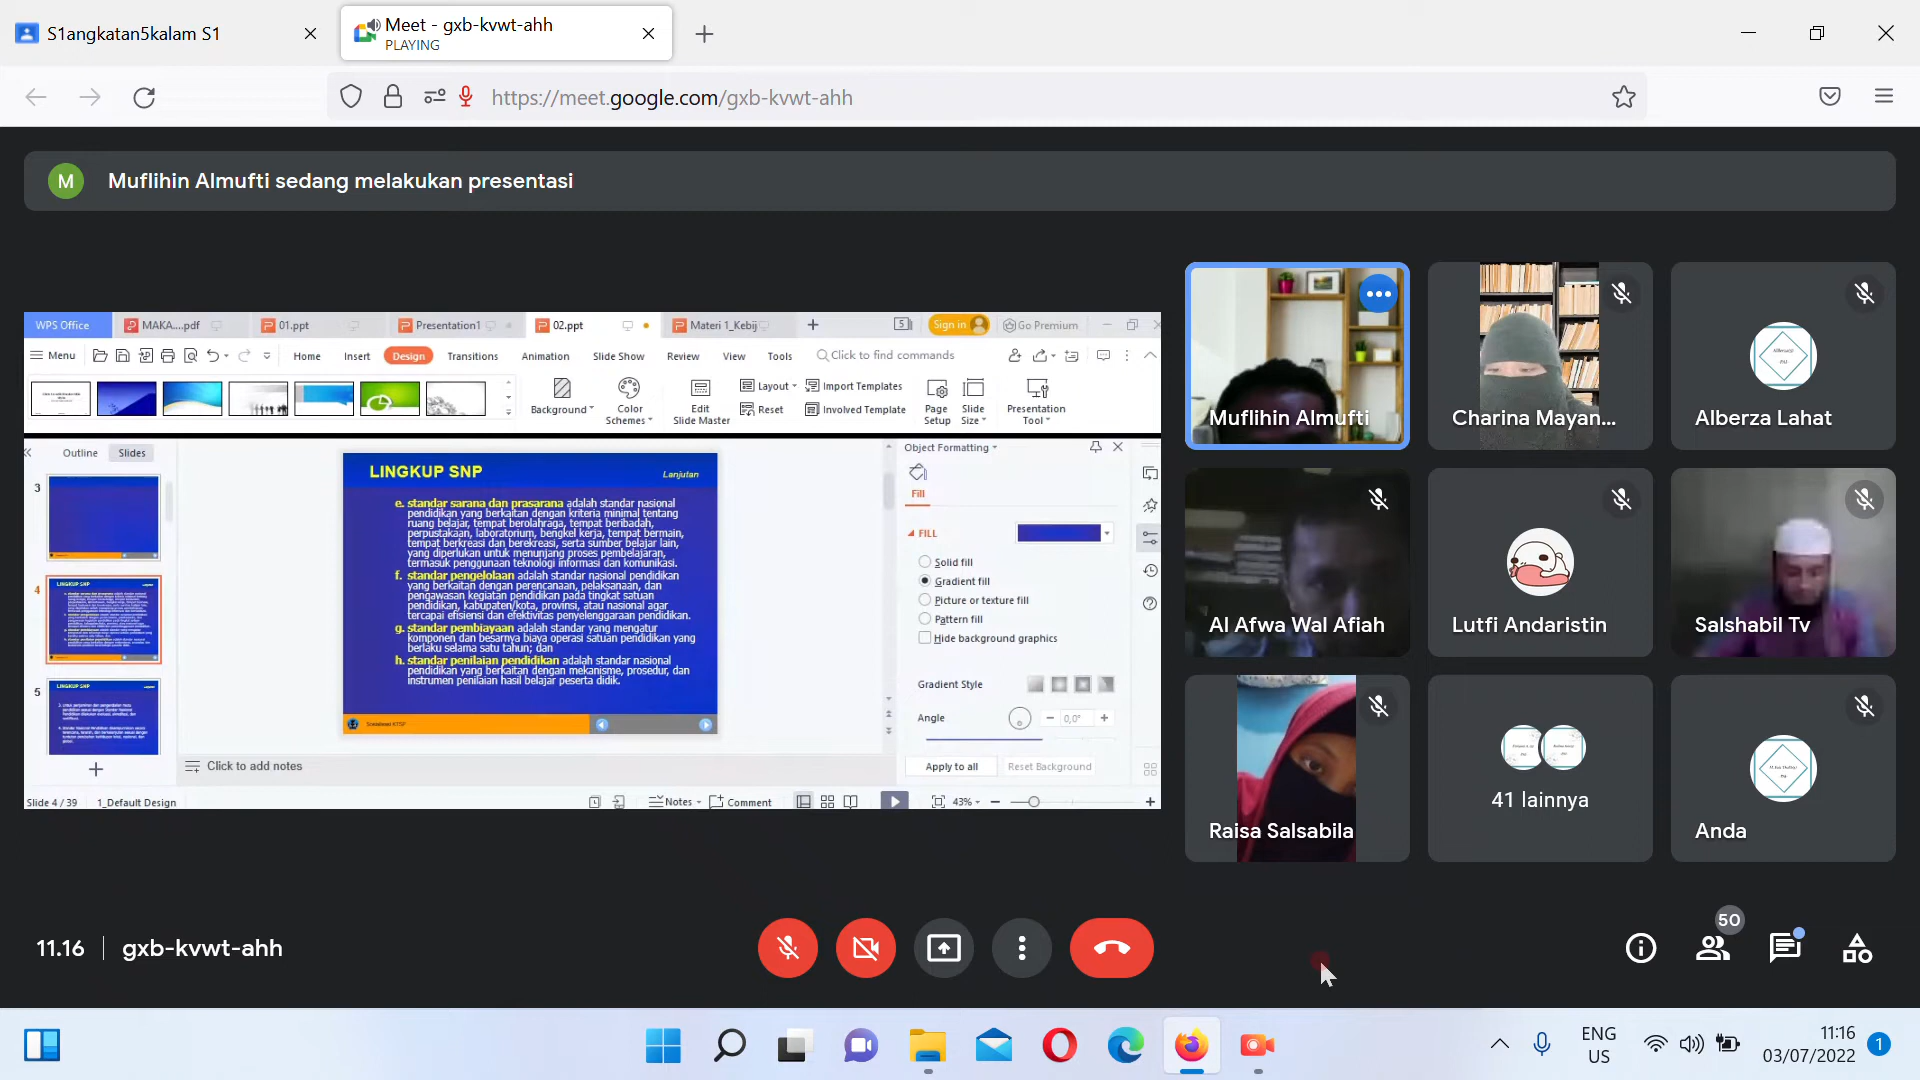 S1angkatan5kalam S1
Meet - gxb-kvwt-ahh
PLAYING
https://meet.google.com/gxb-kvwt-ahh
M
Muflihin Almufti sedang melakukan presentasi
WPS Office
MAKA....pdf
01.ppt
Presentation1
02.ppt
Materi 1_Kebij
5
Sign in
Go Premium
Menu
Home
Insert
Design
Transitions
Animation
Slide Show
Review
View
Tools
Click to find commands
Background
Color
Schemes
Edit
Slide Master
Layout
Reset
Import Templates
Involved Template
Page
Setup
Slide
Size
Presentation
Tool
Outline
Slides
3
4
5
LINGKUP SNP
Lanjutan
e. standar sarana dan prasarana adalah standar nasional
pendidikan yang berkaitan dengan kriteria minimal tentang
ruang belajar, tempat berolahraga, tempat beribadah,
perpustakaan, laboratorium, bengkel kerja, tempat bermain,
tempat berkreasi dan berekreasi, serta sumber belajar lain,
yang diperlukan untuk menunjang proses pembelajaran,
termasuk penggunaan teknologi informasi dan komunikasi.
f. standar pengelolaan adalah standar nasional pendidikan
yang berkaitan dengan perencanaan, pelaksanaan, dan
pengawasan kegiatan pendidikan pada tingkat satuan
pendidikan, kabupaten/kota, provinsi, atau nasional agar
tercapai efisiensi dan efektivitas penyelenggaraan pendidikan.
g. standar pembiayaan adalah standar yang mengatur
komponen dan besarnya biaya operasi satuan pendidikan yang
berlaku selama satu tahun; dan
h. standar penilaian pendidikan adalah standar nasional
pendidikan yang berkaitan dengan mekanisme, prosedur, dan
instrumen penilaian hasil belajar peserta didik.
Sosialisasi KTSP
Object Formatting
Fill
FILL
Solid fill
Gradient fill
Picture or texture fill
Pattern fill
Hide background graphics
Gradient Style
Angle
0,0°
Apply to all
Reset Background
Click to add notes
Slide 4 / 39
1_Default Design
Notes
Comment
43%
Muflihin Almufti
Charina Mayan...
Alberza Lahat
Al Afwa Wal Afiah
Lutfi Andaristin
Salshabil Tv
Raisa Salsabila
41 lainnya
Anda
11.16
gxb-kvwt-ahh
50
ENG
US
11:16
03/07/2022
1